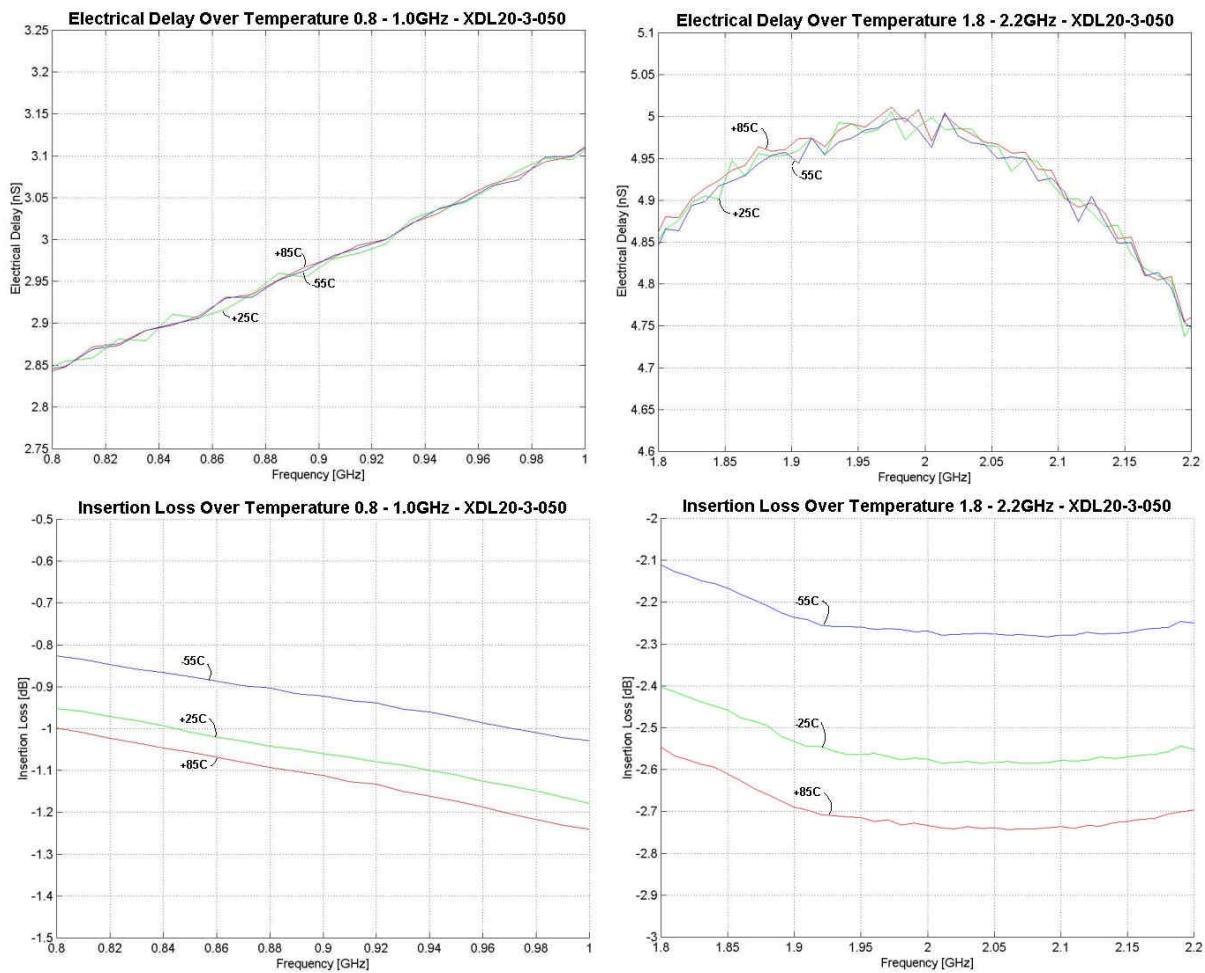 Electrical Delay Over Temperature 0.8 - 1.0GHz - XDL20-3-050
Electrical Delay [nS]
3.25
3.2
3.15
3.1
3.05
3
2.95
2.9
2.85
2.8
2.75
+85C
-55C
+25C
0.8 0.82 0.84 0.86 0.88 0.9 0.92 0.94 0.96 0.98 1
Frequency [GHz]
Electrical Delay Over Temperature 1.8 - 2.2GHz - XDL20-3-050
Electrical Delay [nS]
5.1
5.05
5
4.95
4.9
4.85
4.8
4.75
4.7
4.65
4.6
+85C
-55C
+25C
1.8 1.85 1.9 1.95 2 2.05 2.1 2.15 2.2
Frequency [GHz]
Insertion Loss Over Temperature 0.8 - 1.0GHz - XDL20-3-050
Insertion Loss [dB]
-0.5
-0.6
-0.7
-0.8
-0.9
-1
-1.1
-1.2
-1.3
-1.4
-1.5
-55C
+25C
+85C
0.8 0.82 0.84 0.86 0.88 0.9 0.92 0.94 0.96 0.98 1
Frequency [GHz]
Insertion Loss Over Temperature 1.8 - 2.2GHz - XDL20-3-050
Insertion Loss [dB]
-2
-2.1
-2.2
-2.3
-2.4
-2.5
-2.6
-2.7
-2.8
-2.9
-3
-55C
-25C
+85C
1.8 1.85 1.9 1.95 2 2.05 2.1 2.15 2.2
Frequency [GHz]